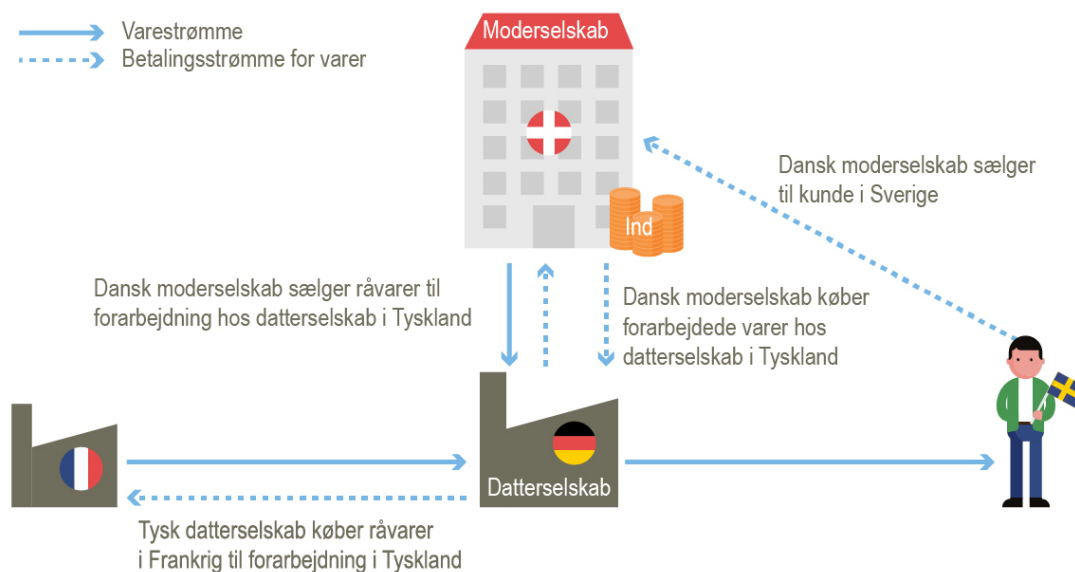 Varestrømme
Betalingsstrømme for varer
Moderselskab
Dansk moderselskab sælger
til kunde i Sverige
Ind
Dansk moderselskab sælger råvarer til
forarbejdning hos datterselskab i Tyskland
Dansk moderselskab køber
forarbejdede varer hos
datterselskab i Tyskland
Datterselskab
Tysk datterselskab køber råvarer
i Frankrig til forarbejdning i Tyskland